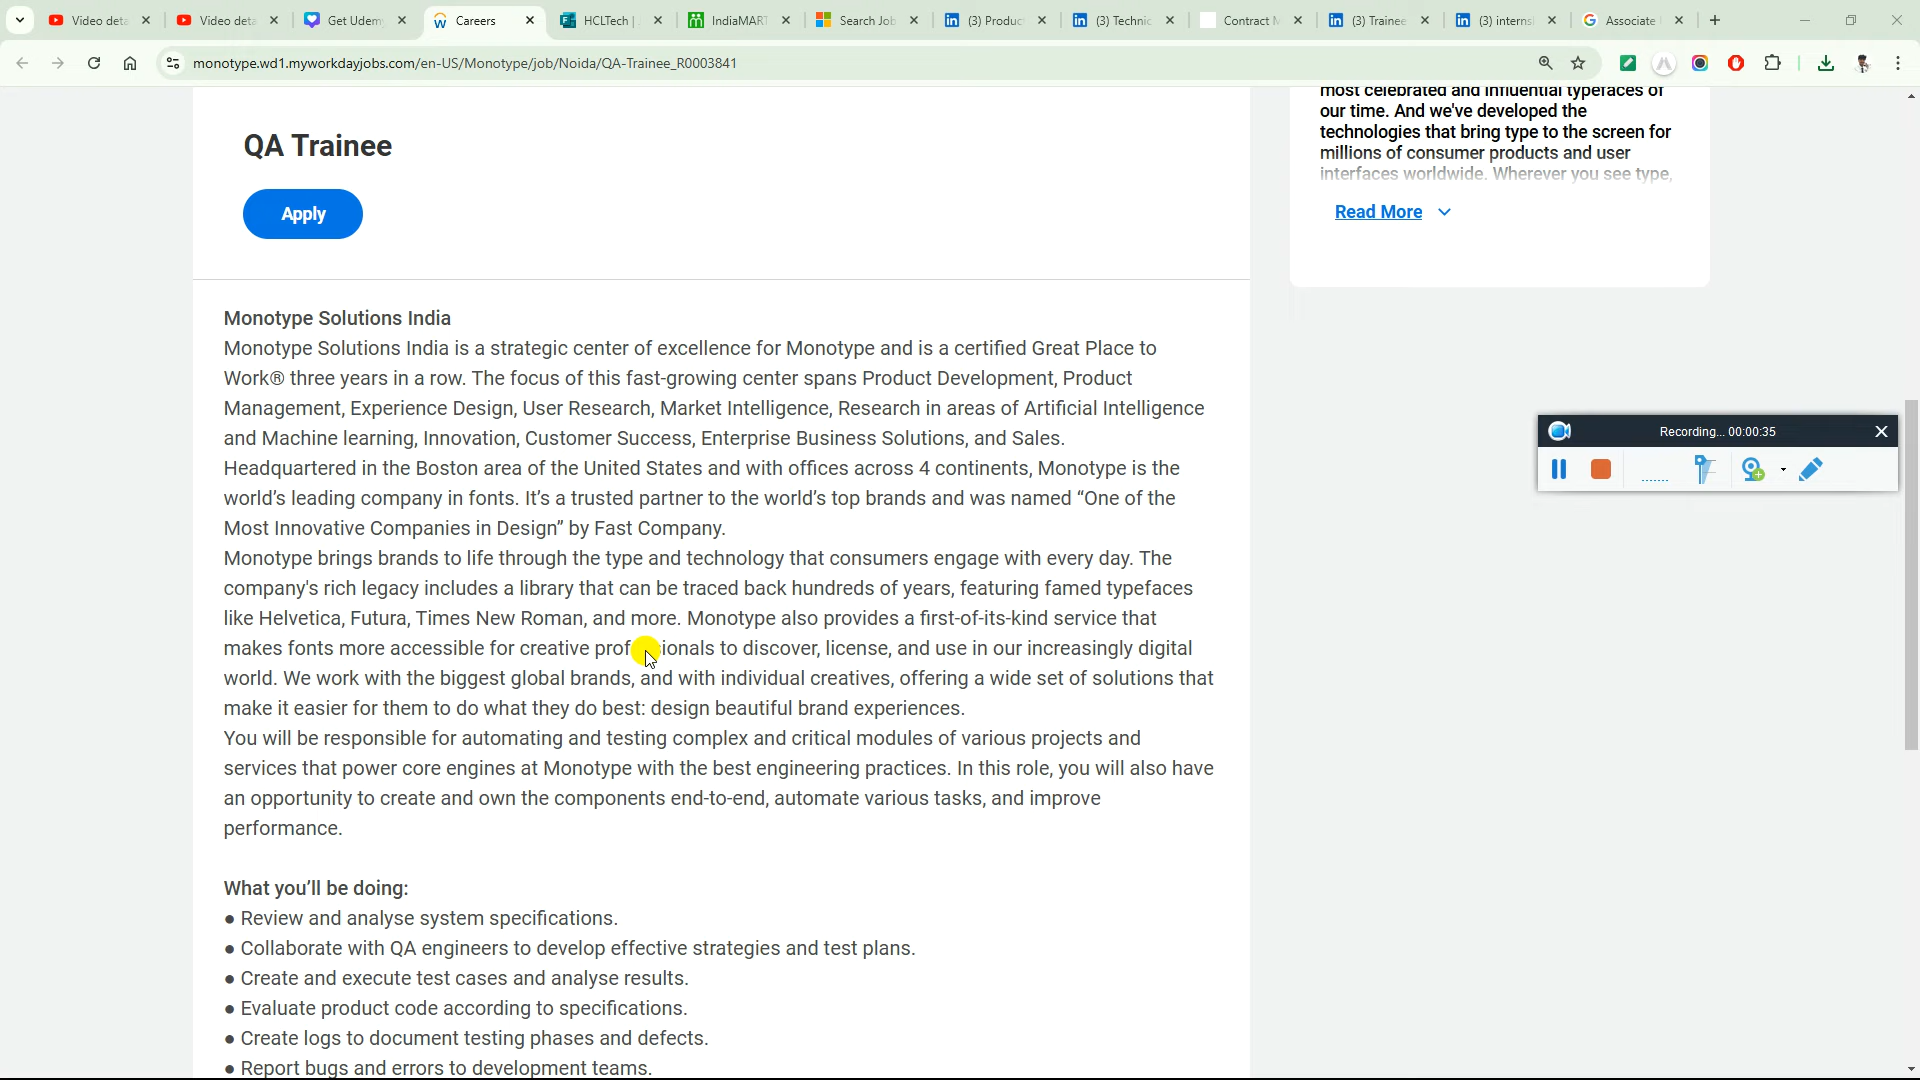 Video deta
Video deta
Get Udem
Careers
HCLTech |
IndiaMART
Search Job
(3) Produc
(3) Technic
Contract M
(3) Trainee
(3) interns
Associate
monotype.wd1.myworkdayjobs.com/en-US/Monotype/job/Noida/QA-Trainee_R0003841
QA Trainee
Apply
most celebrated and influential typefaces of
our time. And we've developed the
technologies that bring type to the screen for
millions of consumer products and user
interfaces worldwide. Wherever you see type,
Read More
Monotype Solutions India
Monotype Solutions India is a strategic center of excellence for Monotype and is a certified Great Place to
Work® three years in a row. The focus of this fast-growing center spans Product Development, Product
Management, Experience Design, User Research, Market Intelligence, Research in areas of Artificial Intelligence
and Machine learning, Innovation, Customer Success, Enterprise Business Solutions, and Sales.
Headquartered in the Boston area of the United States and with offices across 4 continents, Monotype is the
world’s leading company in fonts. It’s a trusted partner to the world’s top brands and was named “One of the
Most Innovative Companies in Design” by Fast Company.
Monotype brings brands to life through the type and technology that consumers engage with every day. The
company's rich legacy includes a library that can be traced back hundreds of years, featuring famed typefaces
like Helvetica, Futura, Times New Roman, and more. Monotype also provides a first-of-its-kind service that
makes fonts more accessible for creative professionals to discover, license, and use in our increasingly digital
world. We work with the biggest global brands, and with individual creatives, offering a wide set of solutions that
make it easier for them to do what they do best: design beautiful brand experiences.
You will be responsible for automating and testing complex and critical modules of various projects and
services that power core engines at Monotype with the best engineering practices. In this role, you will also have
an opportunity to create and own the components end-to-end, automate various tasks, and improve
performance.
What you’ll be doing:
● Review and analyse system specifications.
● Collaborate with QA engineers to develop effective strategies and test plans.
● Create and execute test cases and analyse results.
● Evaluate product code according to specifications.
● Create logs to document testing phases and defects.
● Report bugs and errors to development teams.
Recording... 00:00:35